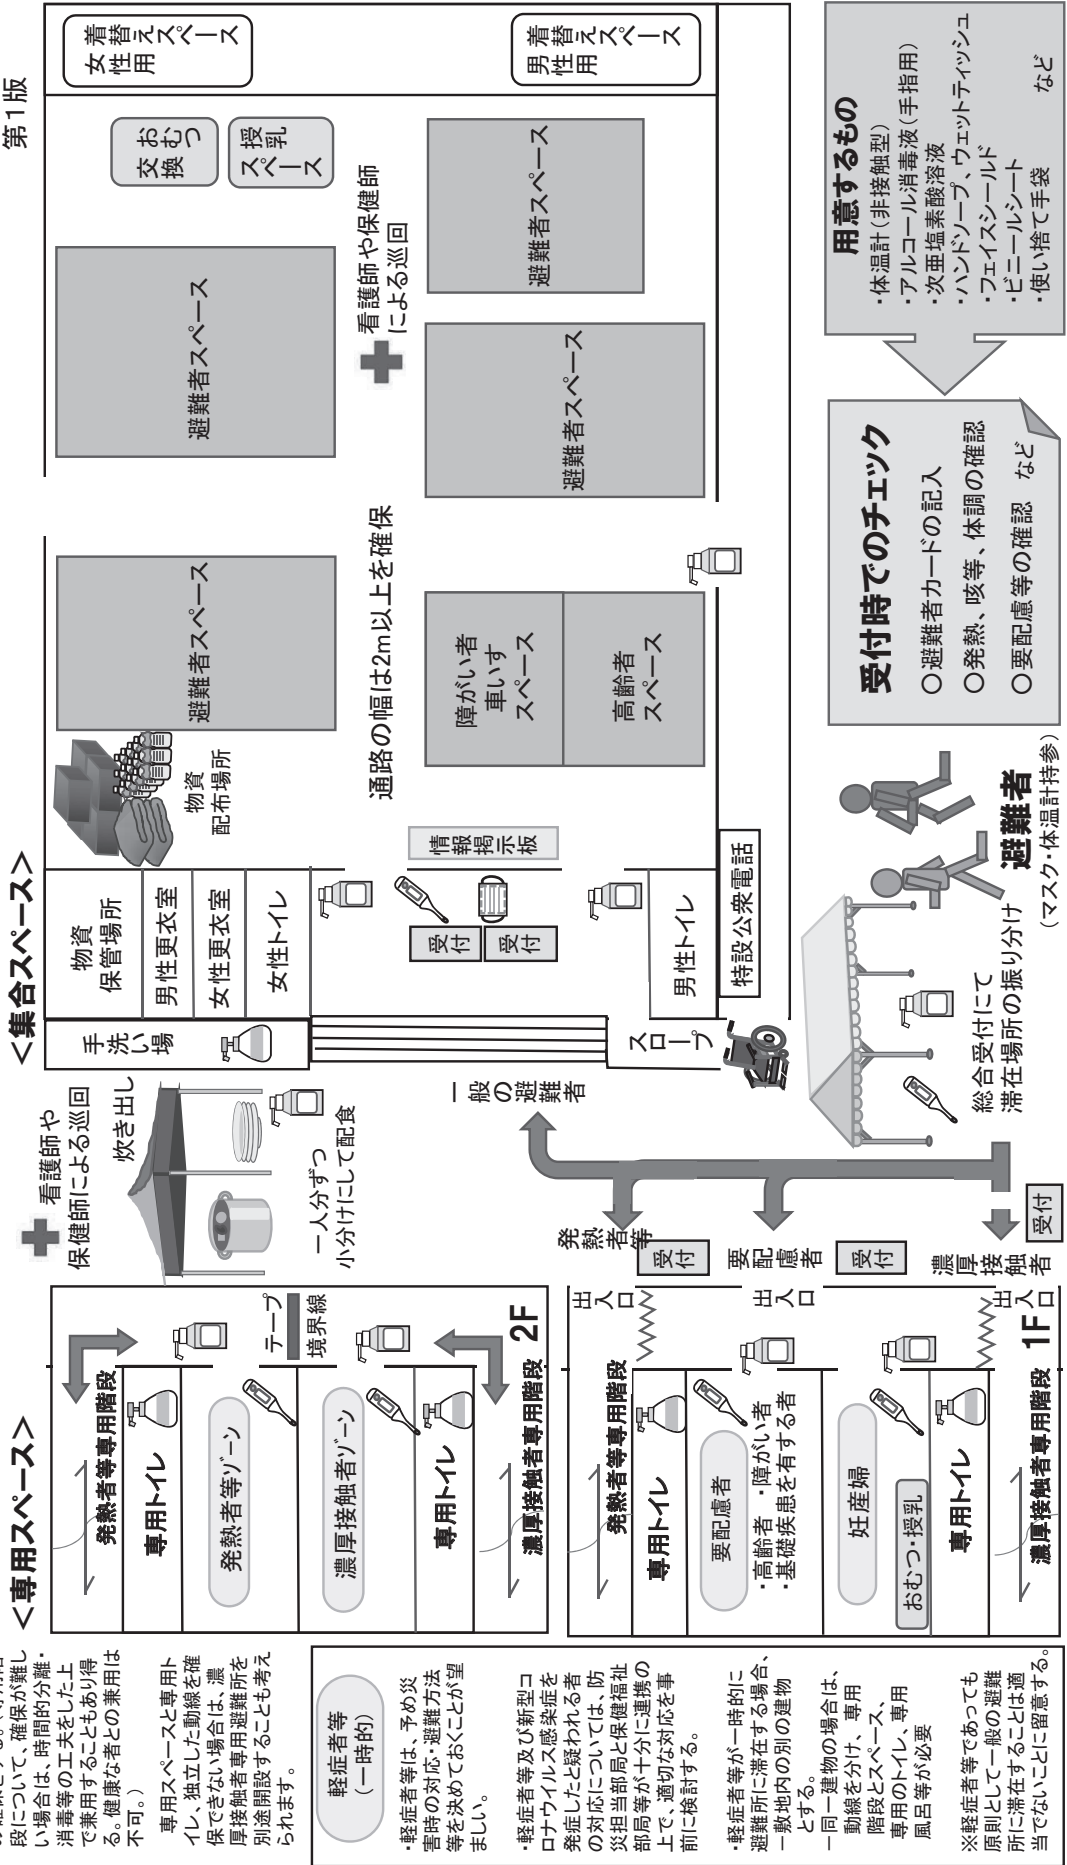 第1版
<集合スペース>
女性用
着替えスペース
男性用
着替えスペース
おむつ
交換
授乳
スペース
避難者スペース
看護師や保健師
による巡回
避難者スペース
避難者スペース
避難者スペース
通路の幅は2m以上を確保
物資
配布場所
障がい者
車いす
スペース
高齢者
スペース
情報
掲示板
物資
保管場所
男性更衣室
女性更衣室
女性トイレ
受付
受付
男性トイレ
特設公衆電話
手洗い場
スロープ
用意するもの
・体温計（非接触型）
・アルコール消毒液（手指用）
・次亜塩素酸溶液
・ハンドソープ、ウェットティッシュ
・フェイスシールド
・ビニールシート
・使い捨て手袋 など
受付時でのチェック
○避難者カードの記入
○発熱、咳等、体調の確認
○要配慮等の確認 など
避難者
（マスク・体温計持参）
総合受付にて
滞在場所の振り分け
看護師や
保健師による巡回
炊き出し
一人分ずつ
小分けにして配食
一般の避難者
発熱者等
受付
要配慮者
受付
濃厚接触者
受付
<専用スペース>
発熱者等専用階段
専用トイレ
発熱者等ゾーン
濃厚接触者ゾーン
専用トイレ
濃厚接触者専用階段
テープ
境界線
2F
出入口
出入口
出入口
発熱者等専用階段
専用トイレ
要配慮者
・高齢者 ・障がい者
・基礎疾患を有する者
妊産婦
おむつ・授乳
専用トイレ
濃厚接触者専用階段
1F
段について、確保が難し
い場合は、時間的分離・
消毒等の工夫をした上
で兼用することもあり得
る。健康な者との兼用は
不可。）
専用スペースと専用ト
イレ、独立した動線を確
保できない場合は、濃
厚接触者専用避難所を
別途開設することも考え
られます。
軽症者等
（一時的）
・軽症者等は、予め災
害時の対応・避難方法
等を決めておくことが望
ましい。
・軽症者等及び新型コ
ロナウイルス感染症を
発症したと疑われる者
の対応については、防
災担当部局と保健福祉
部局等が十分に連携の
上で、適切な対応を事
前に検討する。
・軽症者等が一時的に
避難所に滞在する場合、
－敷地内の別の建物
とする。
－同一建物の場合は、
動線を分け、専用
階段とスペース、
専用のトイレ、専用
風呂等が必要
※軽症者等であっても
原則として一般の避難
所に滞在することは適
当でないことに留意する。